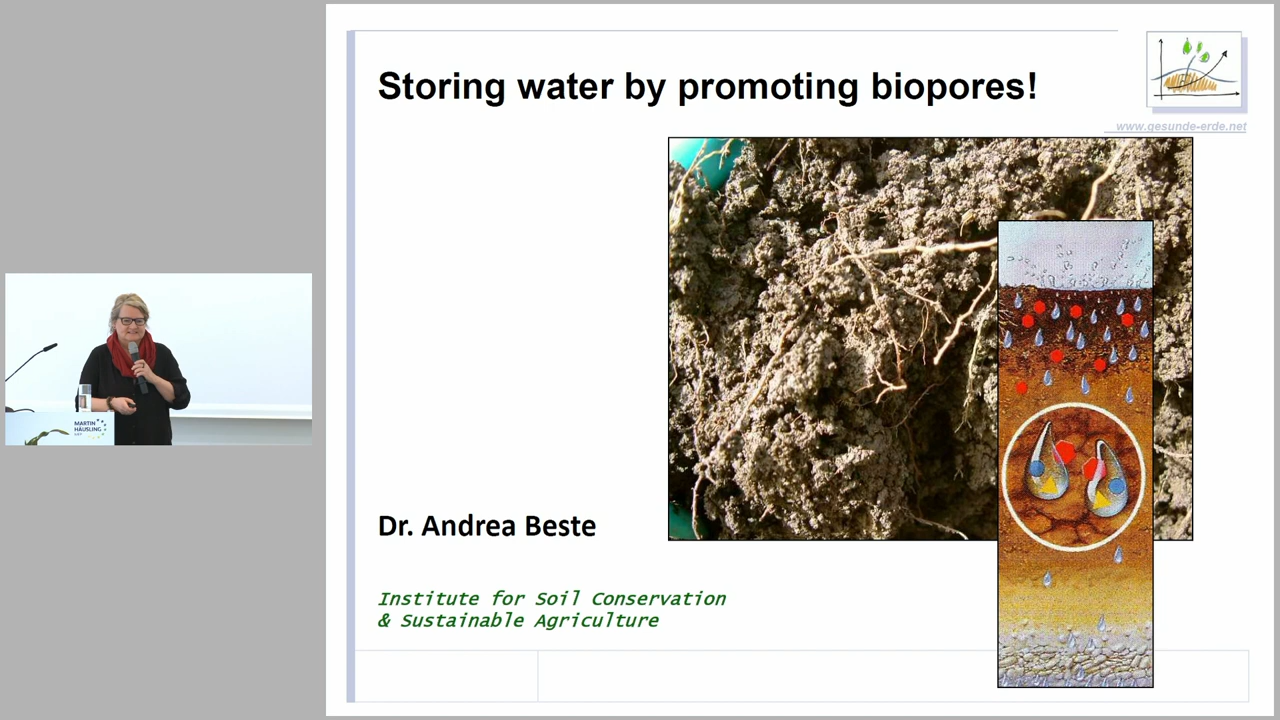 Storing water by promoting biopores!
www.gesunde-erde.net
Dr. Andrea Beste
Institute for Soil Conservation
& Sustainable Agriculture
MARTIN
HÄUSLING